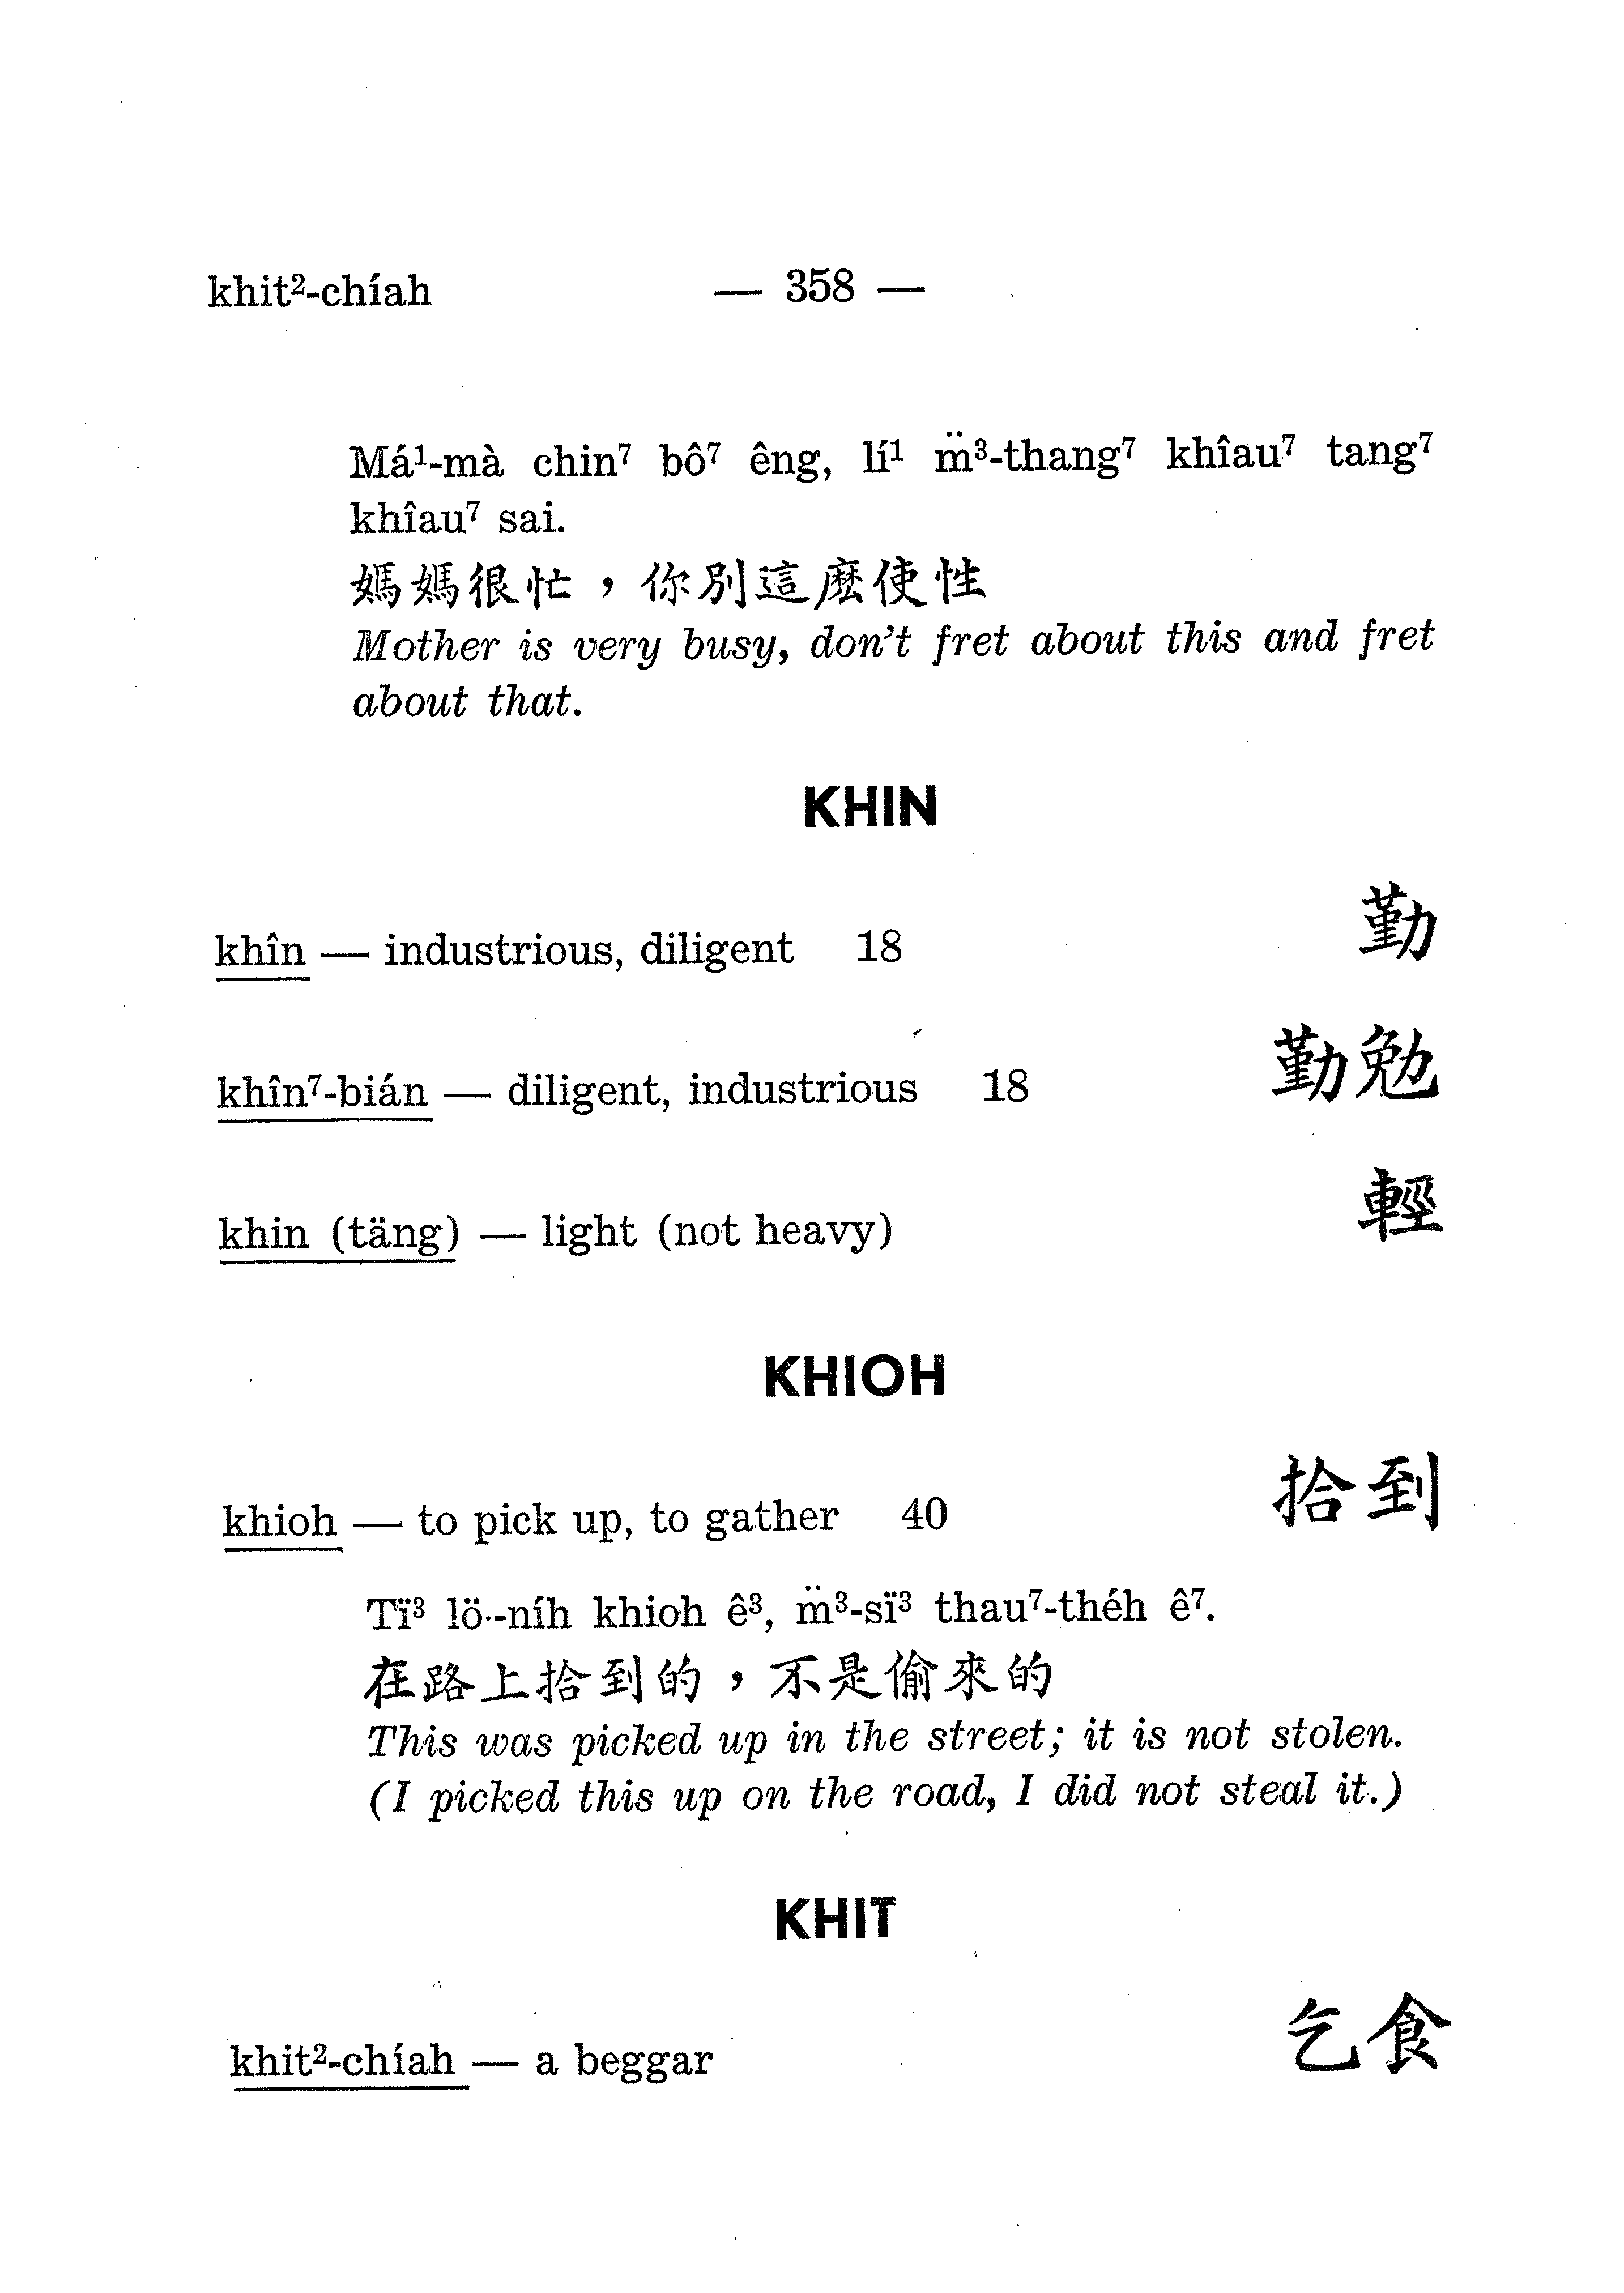 khit²-chíah — 358 —
Má¹-mà chin⁷ bô⁷ êng, lí¹ m̈³-thang⁷ khîau⁷ tang⁷
khîau⁷ sai.
媽媽很忙，你別這麼使性
Mother is very busy, don't fret about this and fret
about that.
KHIN
khîn — industrious, diligent 18 勤
khîn⁷-bián — diligent, industrious 18 勤勉
khin (täng) — light (not heavy) 輕
KHIOH
khioh — to pick up, to gather 40 拾到
Tï³ lö·-níh khioh ê³, m̈³-sï³ thau⁷-théh ê⁷.
在路上拾到的，不是偷來的
This was picked up in the street; it is not stolen.
(I picked this up on the road, I did not steal it.)
KHIT
khit²-chíah — a beggar 乞食